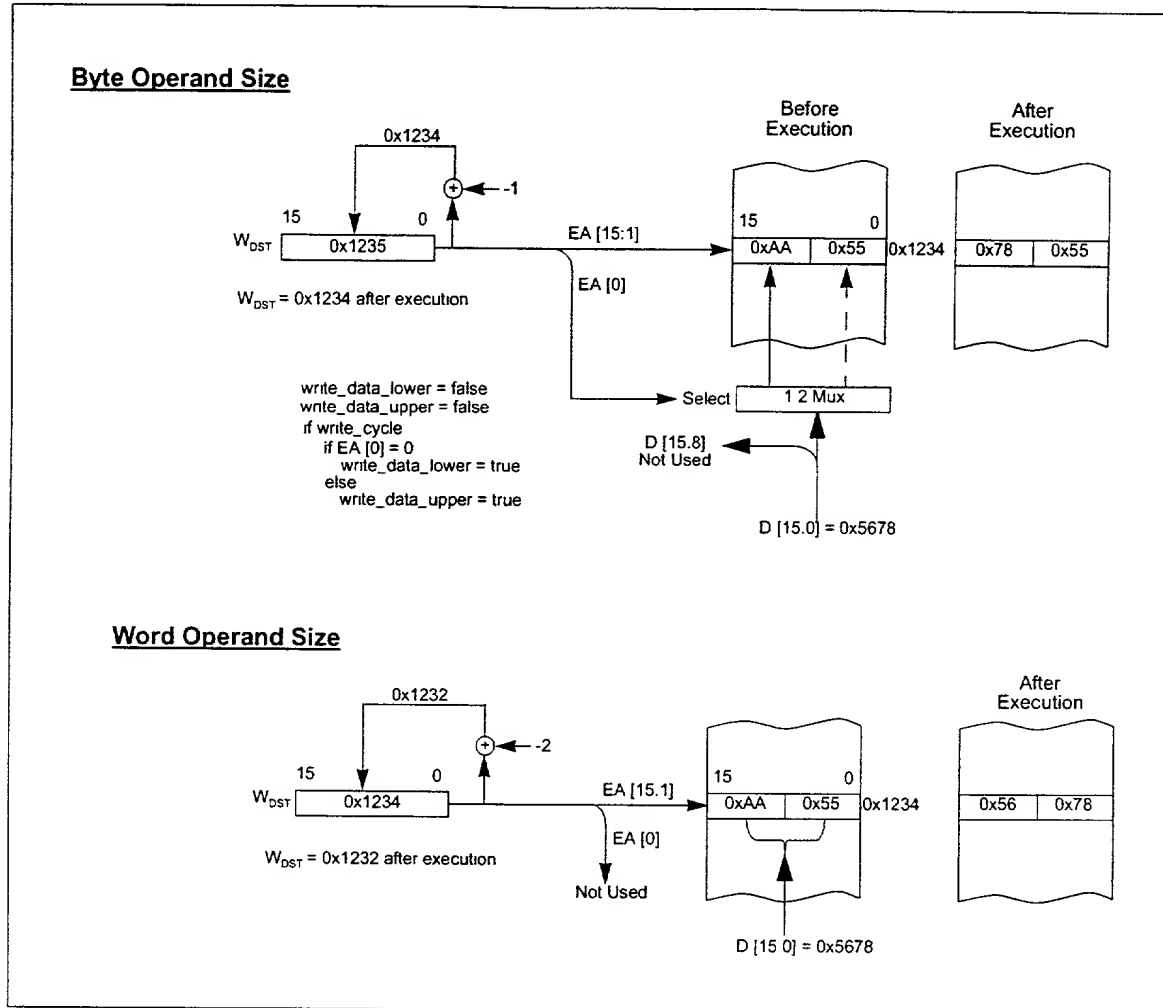 Byte Operand Size
Before
Execution
After
Execution
0x1234
-1
15 0
15 0
W_DST 0x1235
EA [15:1]
0xAA 0x55 0x1234
0x78 0x55
EA [0]
W_DST = 0x1234 after execution
write_data_lower = false
write_data_upper = false
if write_cycle
if EA [0] = 0
write_data_lower = true
else
write_data_upper = true
Select
1 2 Mux
D [15.8]
Not Used
D [15.0] = 0x5678
Word Operand Size
After
Execution
0x1232
-2
15 0
15 0
W_DST 0x1234
EA [15.1]
0xAA 0x55 0x1234
0x56 0x78
EA [0]
W_DST = 0x1232 after execution
Not Used
D [15 0] = 0x5678